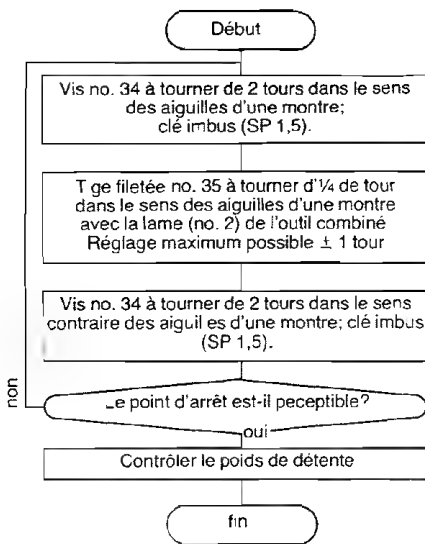 Début
Vis no. 34 à tourner de 2 tours dans le sens
des aiguilles d'une montre;
clé imbus (SP 1,5).
T ge filetée no. 35 à tourner d'¼ de tour
dans le sens des aiguilles d'une montre
avec la lame (no. 2) de l'outil combiné
Réglage maximum possible ± 1 tour
Vis no. 34 à tourner de 2 tours dans le sens
contraire des aiguil es d'une montre; clé imbus
(SP 1,5).
non
Le point d'arrêt est-il peceptible?
oui
Contrôler le poids de détente
fin